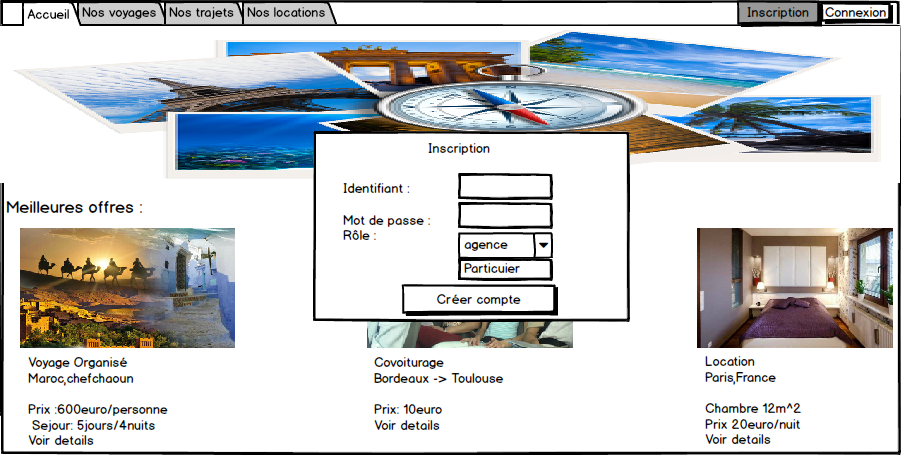 Accueil
Nos voyages
Nos trajets
Nos locations
Inscription
Connexion
Inscription
Identifiant :
Mot de passe :
Rôle :
agence
Particuier
Créer compte
Meilleures offres :
Voyage Organisé
Maroc,chefchaoun
Prix :600euro/personne
Sejour: 5jours/4nuits
Voir details
Covoiturage
Bordeaux -> Toulouse
Prix: 10euro
Voir details
Location
Paris,France
Chambre 12m^2
Prix 20euro/nuit
Voir details